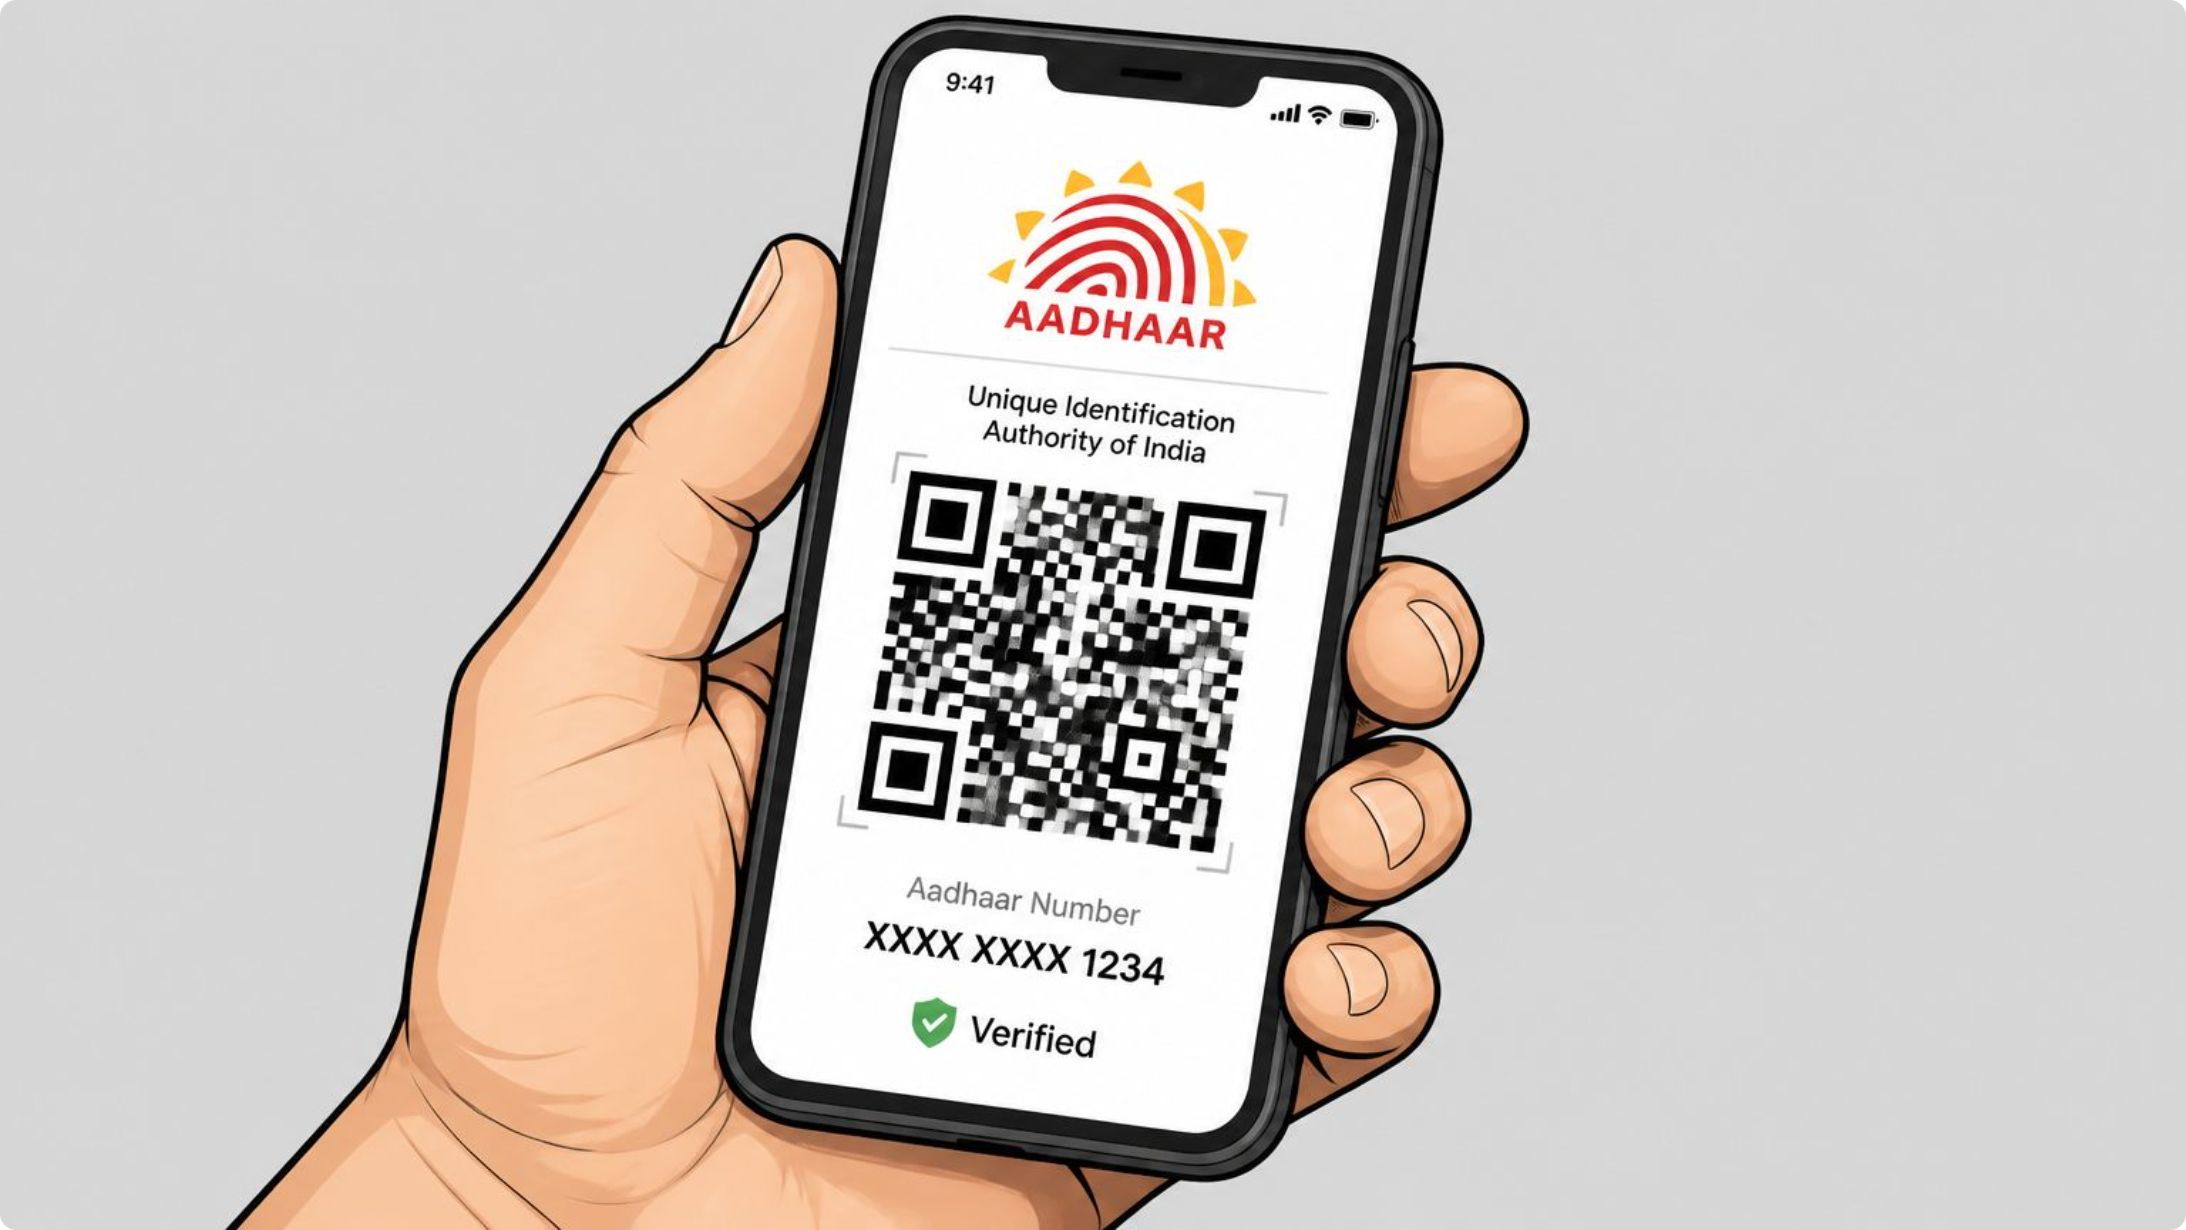 9:41
AADHAAR
Unique Identification
Authority of India
Aadhaar Number
XXXX XXXX 1234
Verified